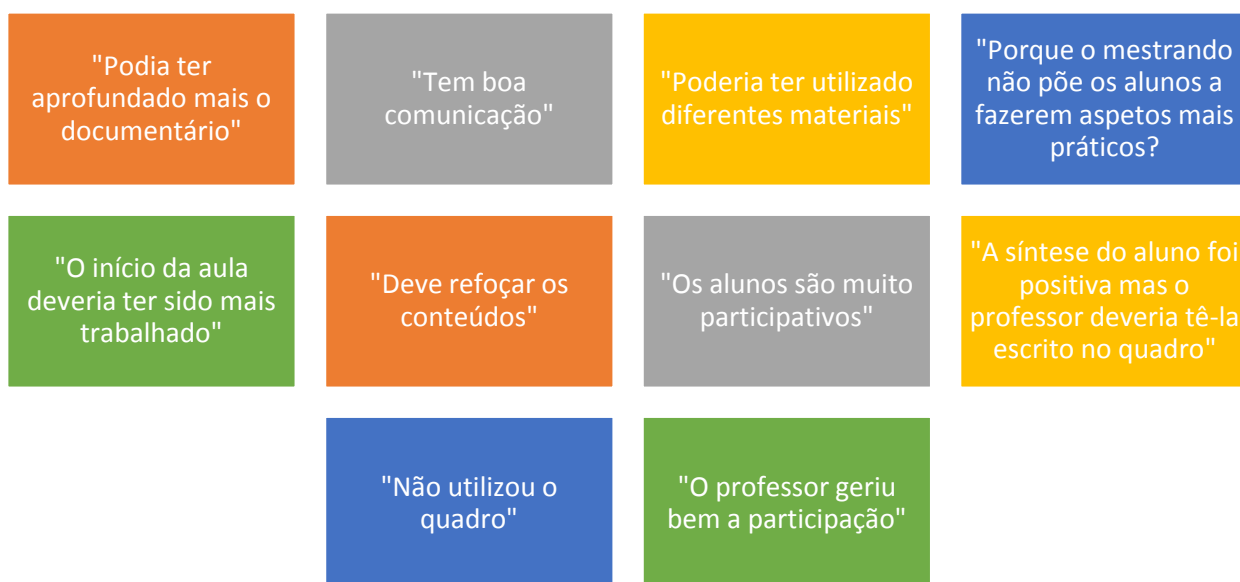 "Podia ter
aprofundado mais o
documentário"
"Tem boa
comunicação"
"Poderia ter utilizado
diferentes materiais"
"Porque o mestrando
não põe os alunos a
fazerem aspetos mais
práticos?
"O início da aula
deveria ter sido mais
trabalhado"
"Deve refoçar os
conteúdos"
"Os alunos são muito
participativos"
"A síntese do aluno foi
positiva mas o
professor deveria tê-la
escrito no quadro"
"Não utilizou o
quadro"
"O professor geriu
bem a participação"